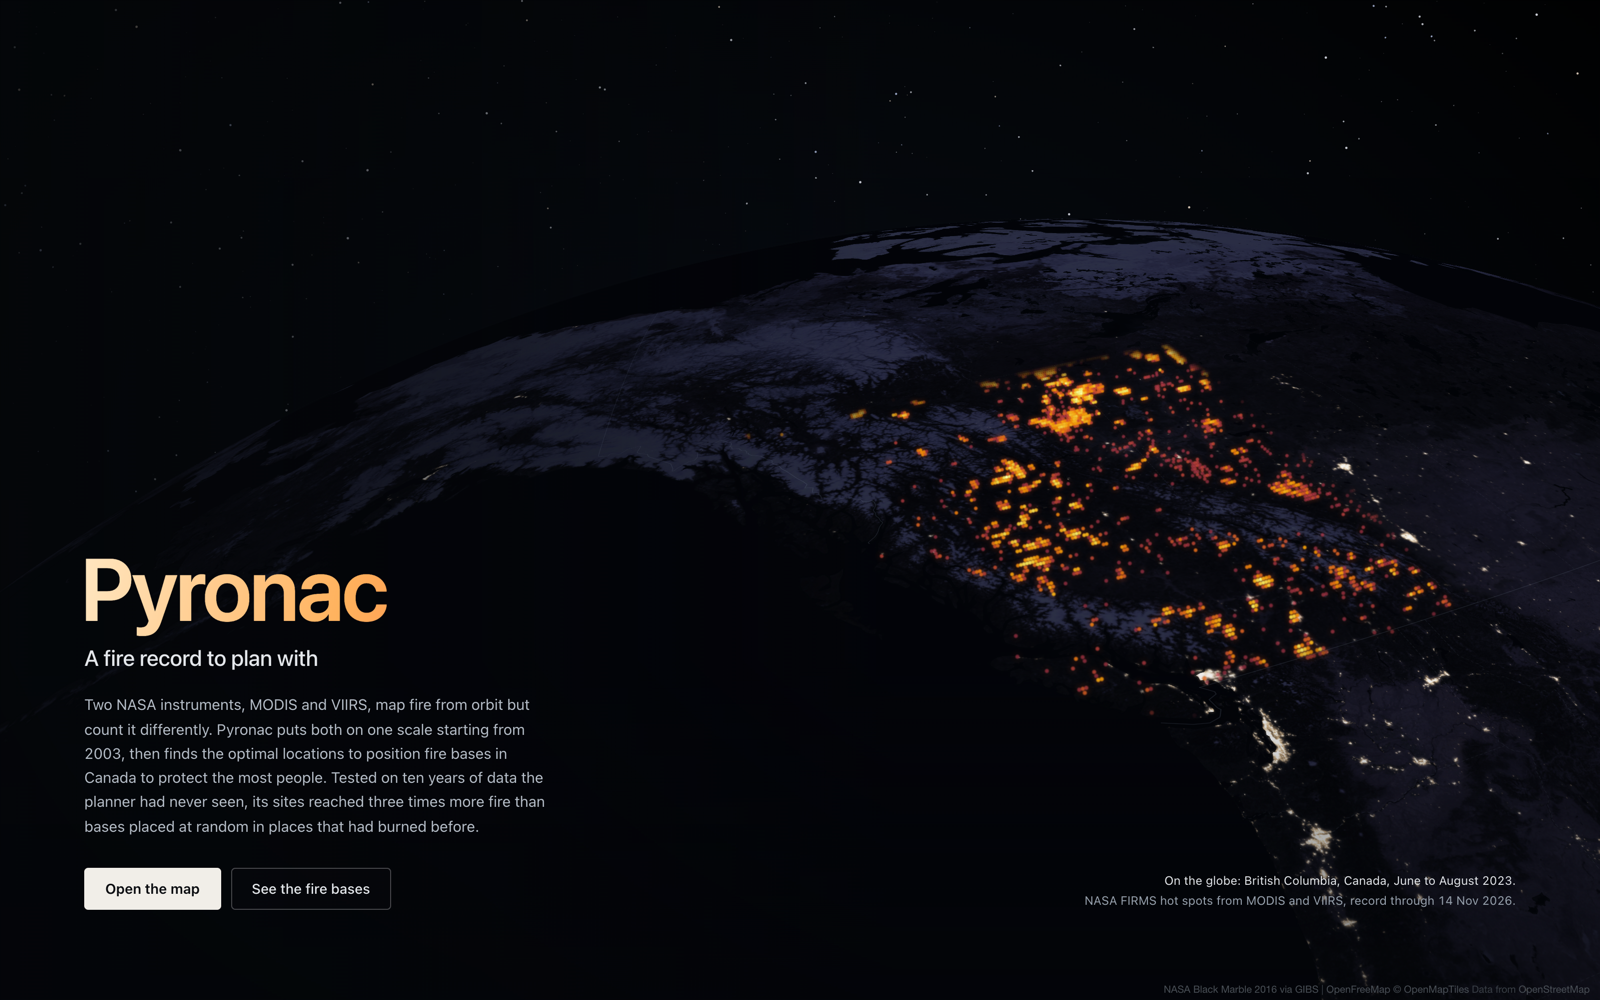 Pyronac
A fire record to plan with
Two NASA instruments, MODIS and VIIRS, map fire from orbit but
count it differently. Pyronac puts both on one scale starting from
2003, then finds the optimal locations to position fire bases in
Canada to protect the most people. Tested on ten years of data the
planner had never seen, its sites reached three times more fire than
bases placed at random in places that had burned before.
Open the map
See the fire bases
On the globe: British Columbia, Canada, June to August 2023.
NASA FIRMS hot spots from MODIS and VIIRS, record through 14 Nov 2026.
NASA Black Marble 2016 via GIBS | OpenFreeMap © OpenMapTiles Data from OpenStreetMap